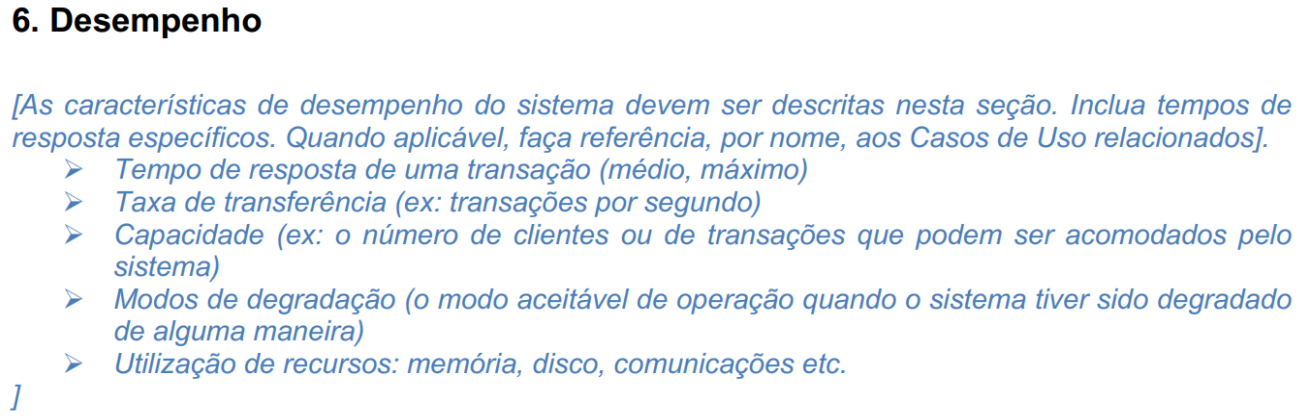 6. Desempenho
[As características de desempenho do sistema devem ser descritas nesta seção. Inclua tempos de
resposta específicos. Quando aplicável, faça referência, por nome, aos Casos de Uso relacionados].
➢ Tempo de resposta de uma transação (médio, máximo)
➢ Taxa de transferência (ex: transações por segundo)
➢ Capacidade (ex: o número de clientes ou de transações que podem ser acomodados pelo
sistema)
➢ Modos de degradação (o modo aceitável de operação quando o sistema tiver sido degradado
de alguma maneira)
➢ Utilização de recursos: memória, disco, comunicações etc.
]